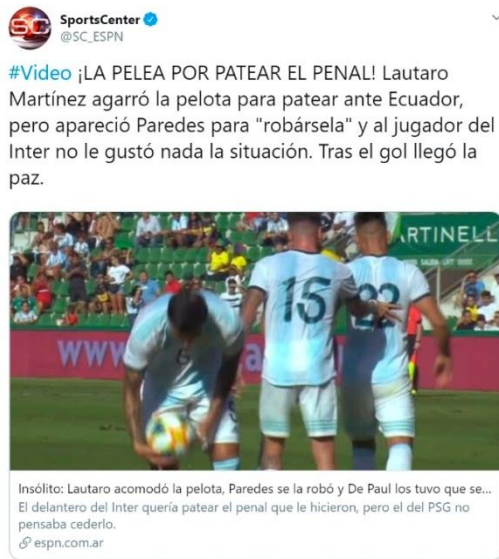 SportsCenter
@SC_ESPN
#Video ¡LA PELEA POR PATEAR EL PENAL! Lautaro
Martínez agarró la pelota para patear ante Ecuador,
pero apareció Paredes para "robársela" y al jugador del
Inter no le gustó nada la situación. Tras el gol llegó la
paz.
ARTINELL
www
15
22
Insólito: Lautaro acomodó la pelota, Paredes se la robó y De Paul los tuvo que se...
El delantero del Inter quería patear el penal que le hicieron, pero el del PSG no
pensaba cederlo.
espn.com.ar